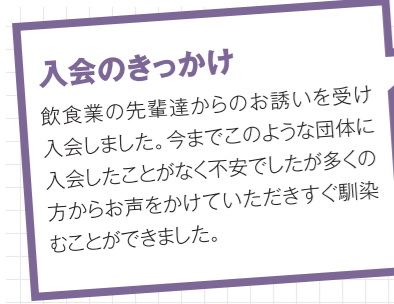 入会のきっかけ
飲食業の先輩達からのお誘いを受け
入会しました。今までこのような団体に
入会したことがなく不安でしたが多くの
方からお声をかけていただきすぐ馴染
むことができました。